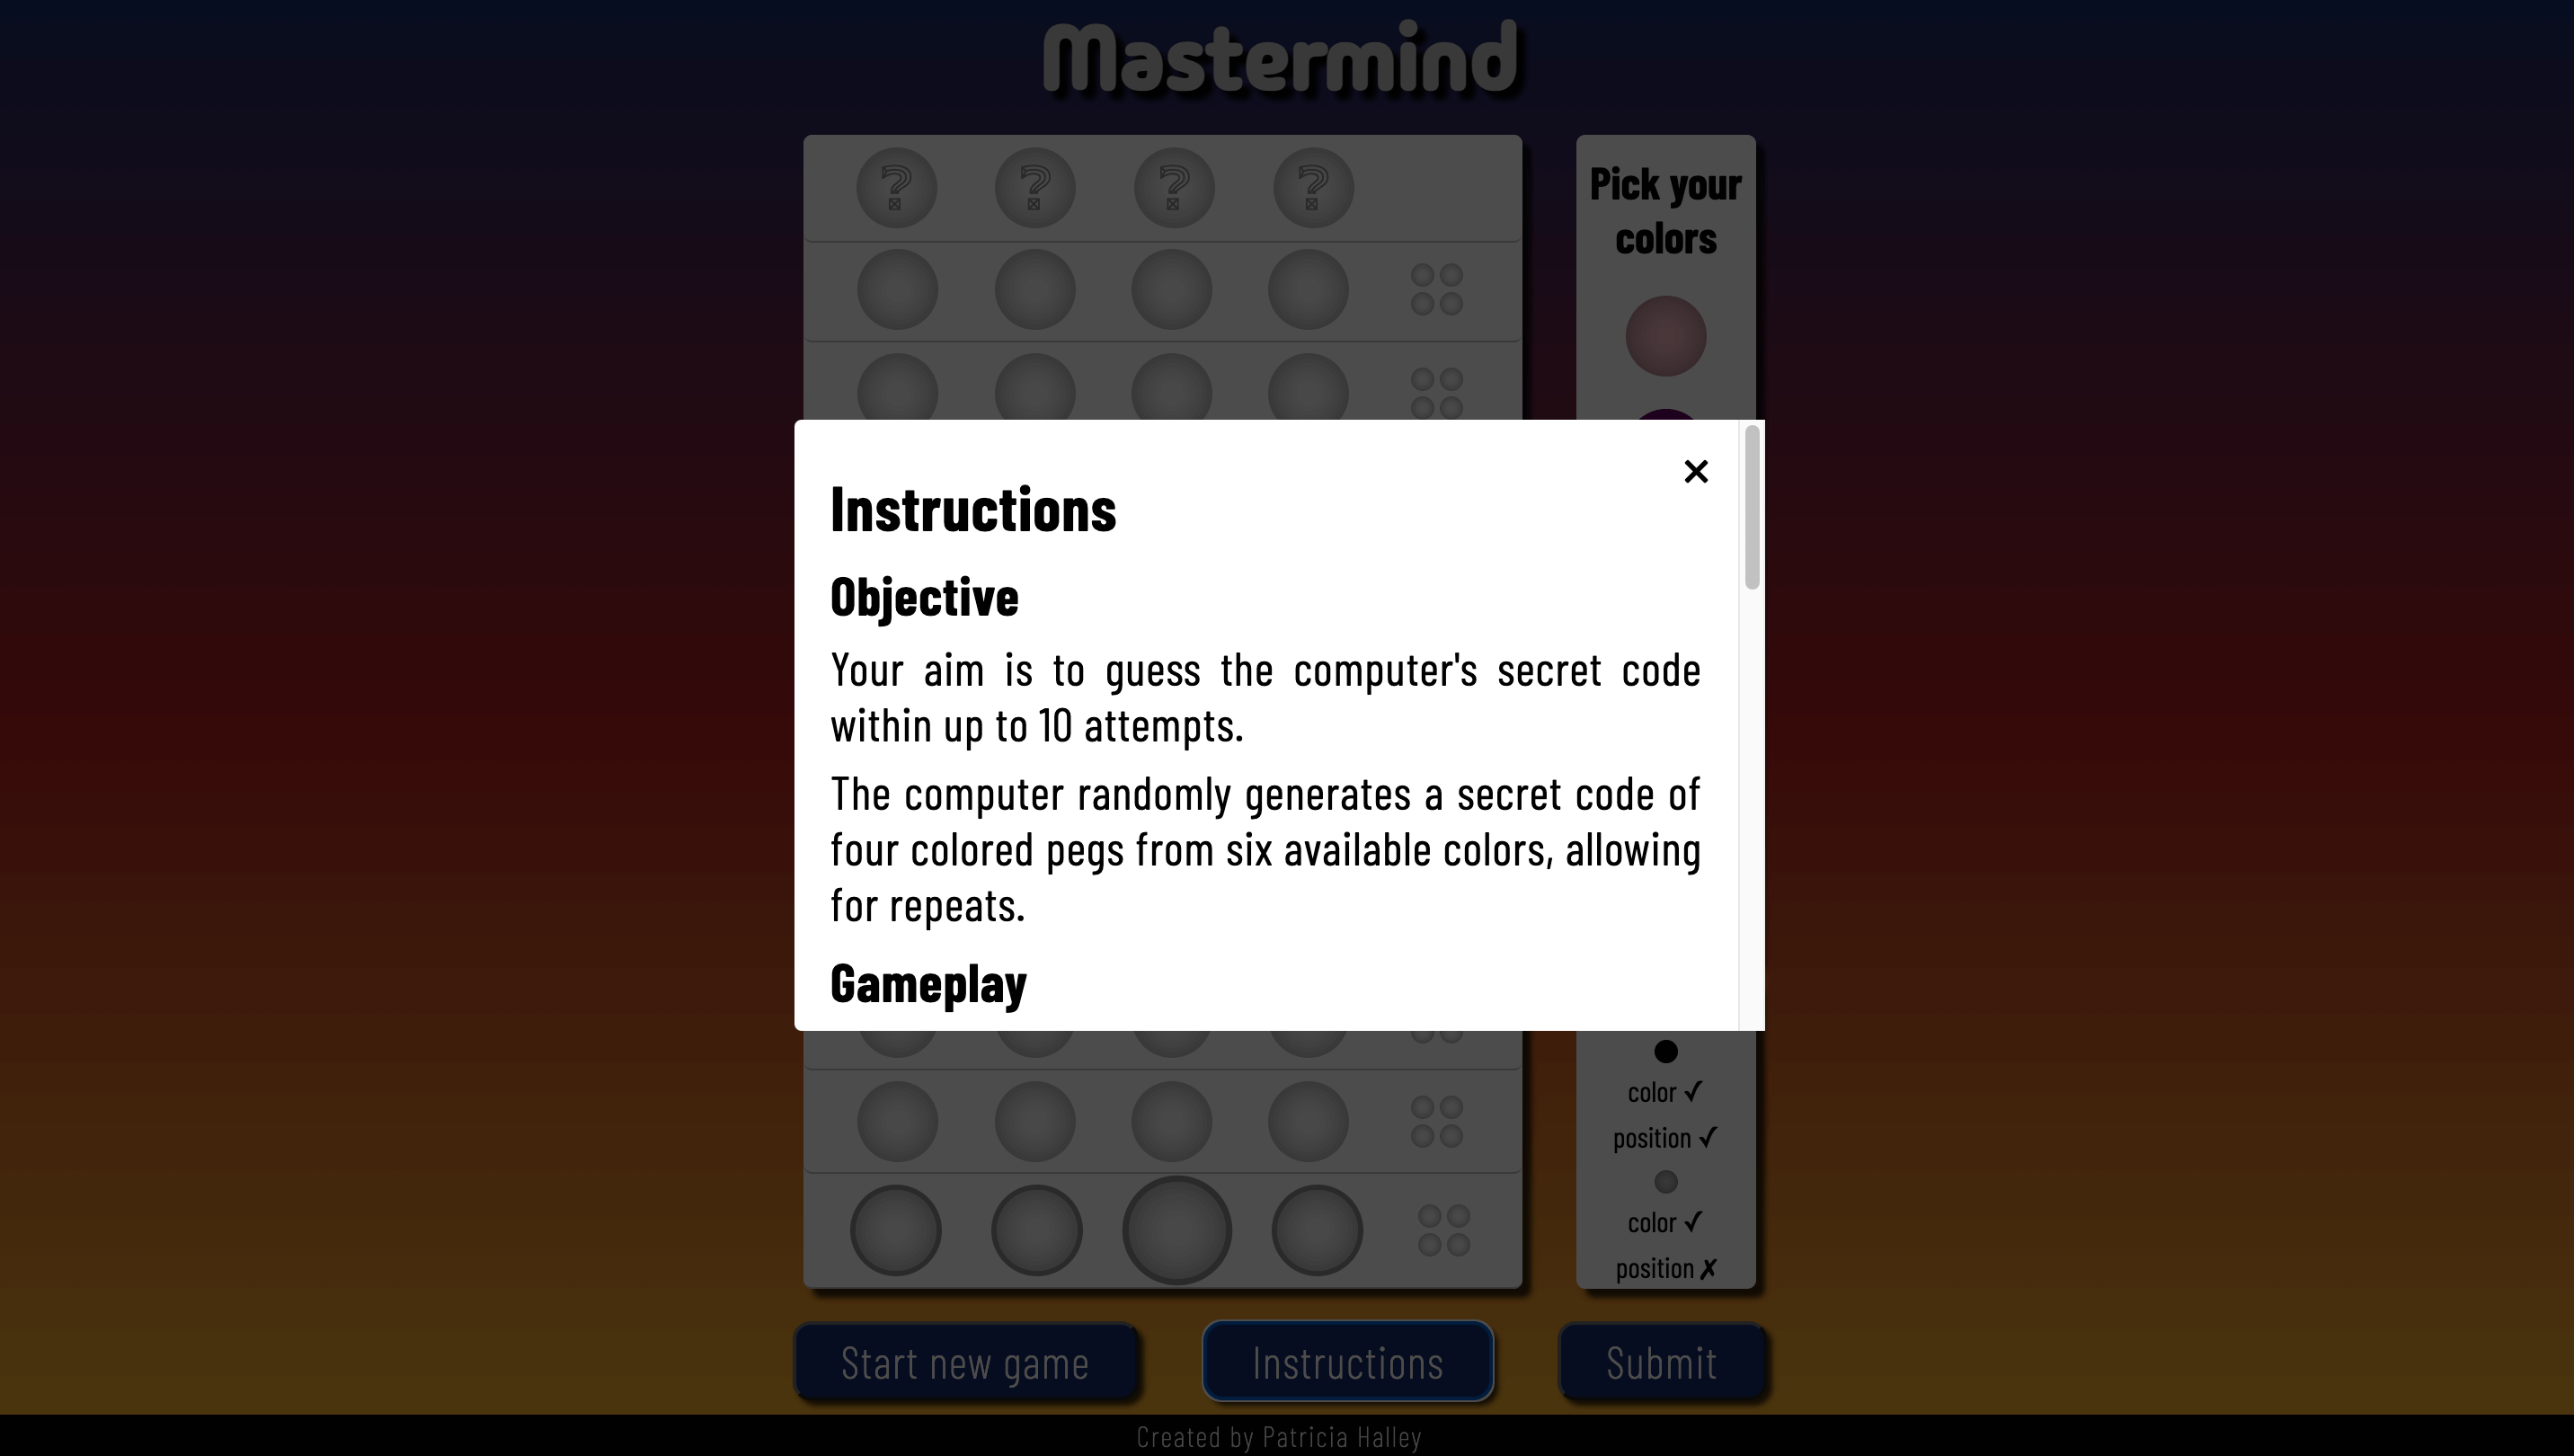 Mastermind
? ? ? ?
Pick your
colors
Instructions
Objective
Your aim is to guess the computer's secret code
within up to 10 attempts.
The computer randomly generates a secret code of
four colored pegs from six available colors, allowing
for repeats.
Gameplay
color ✓
position ✓
color ✓
position ✗
Start new game
Instructions
Submit
Created by Patricia Halley